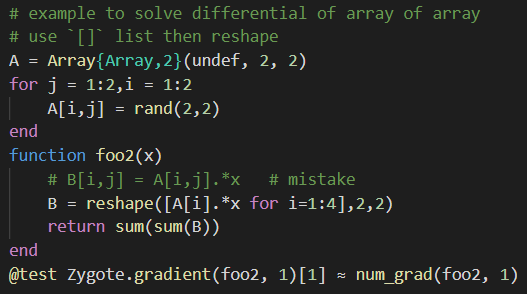 # example to solve differential of array of array
# use `[]` list then reshape
A = Array{Array,2}(undef, 2, 2)
for j = 1:2,i = 1:2
    A[i,j] = rand(2,2)
end
function foo2(x)
    # B[i,j] = A[i,j].*x   # mistake
    B = reshape([A[i].*x for i=1:4],2,2)
    return sum(sum(B))
end
@test Zygote.gradient(foo2, 1)[1] ≈ num_grad(foo2, 1)